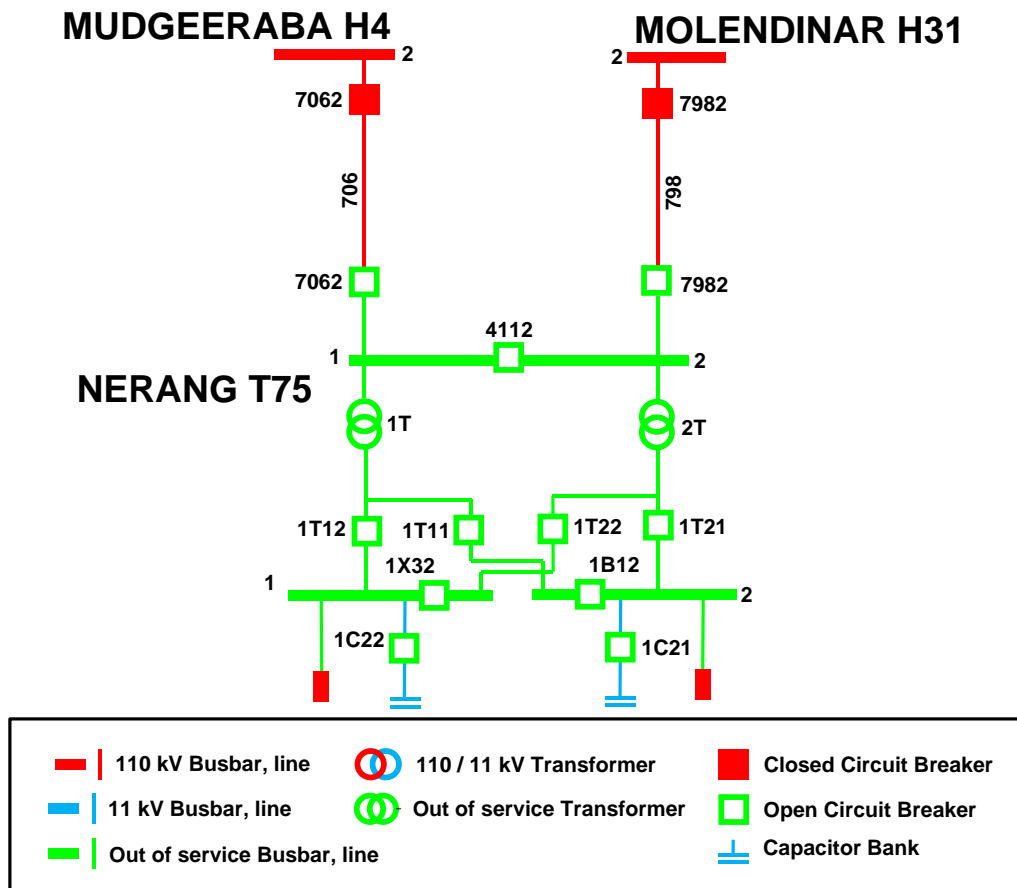 MUDGEERABA H4
MOLENDINAR H31
2
2
7062
7982
706
798
7062
7982
4112
1
2
NERANG T75
1T
2T
1T12
1T11
1T22
1T21
1X32
1B12
1
2
1C22
1C21
110 kV Busbar, line
110 / 11 kV Transformer
Closed Circuit Breaker
11 kV Busbar, line
Out of service Transformer
Open Circuit Breaker
Out of service Busbar, line
Capacitor Bank